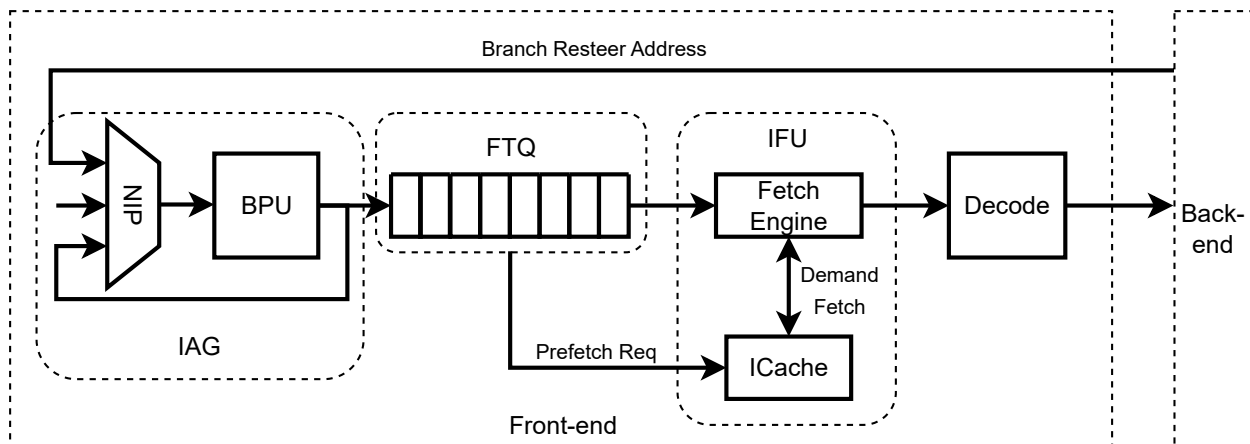 Branch Resteer Address
IAG
NIP
BPU
FTQ
IFU
Fetch
Engine
Demand
Fetch
ICache
Prefetch Req
Decode
Back-
end
Front-end